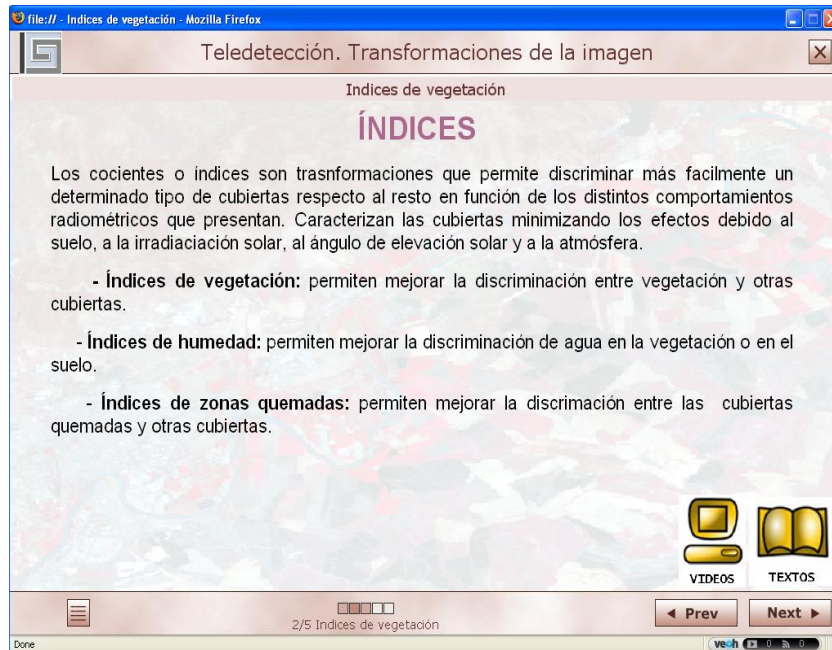 file:// - Indices de vegetación - Mozilla Firefox
Teledetección. Transformaciones de la imagen
Indices de vegetación
ÍNDICES
Los cocientes o índices son trasnformaciones que permite discriminar más facilmente un
determinado tipo de cubiertas respecto al resto en función de los distintos comportamientos
radiométricos que presentan. Caracterizan las cubiertas minimizando los efectos debido al
suelo, a la irradiaciación solar, al ángulo de elevación solar y a la atmósfera.
- Índices de vegetación: permiten mejorar la discriminación entre vegetación y otras
cubiertas.
- Índices de humedad: permiten mejorar la discriminación de agua en la vegetación o en el
suelo.
- Índices de zonas quemadas: permiten mejorar la discrimación entre las cubiertas
quemadas y otras cubiertas.
VIDEOS TEXTOS
2/5 Indices de vegetación
Prev Next
Done
veoh 0 0